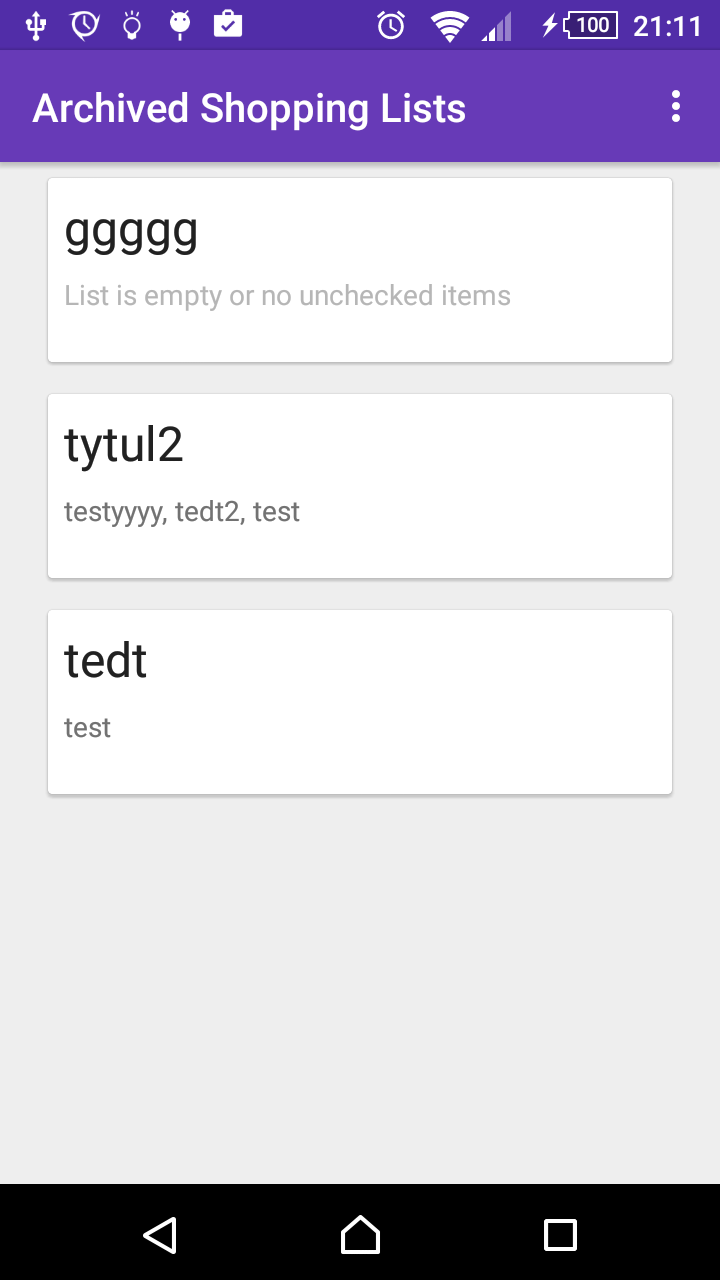 100 21:11
Archived Shopping Lists
ggggg
List is empty or no unchecked items
tytul2
testyyyy, tedt2, test
tedt
test